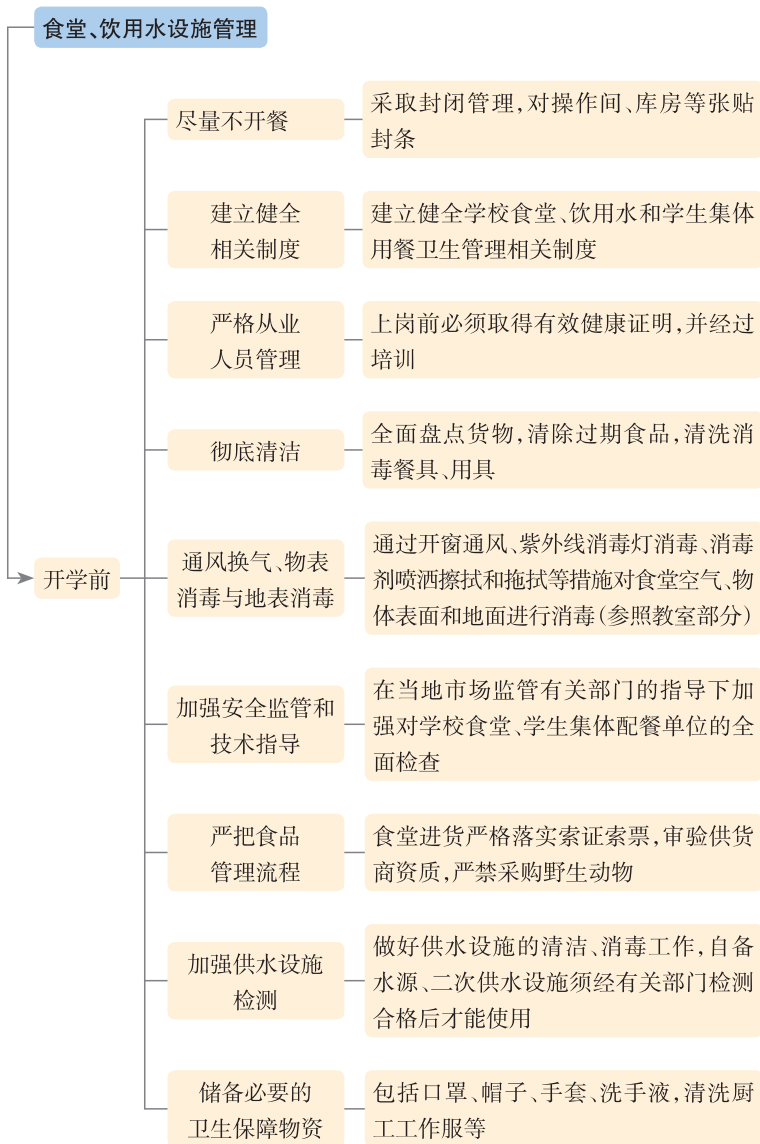 食堂、饮用水设施管理
开学前
尽量不开餐
采取封闭管理,对操作间、库房等张贴
封条
建立健全
相关制度
建立健全学校食堂、饮用水和学生集体
用餐卫生管理相关制度
严格从业
人员管理
上岗前必须取得有效健康证明,并经过
培训
彻底清洁
全面盘点货物,清除过期食品,清洗消
毒餐具、用具
通风换气、物表
消毒与地表消毒
通过开窗通风、紫外线消毒灯消毒、消毒
剂喷洒擦拭和拖拭等措施对食堂空气、物
体表面和地面进行消毒(参照教室部分)
加强安全监管和
技术指导
在当地市场监管有关部门的指导下加
强对学校食堂、学生集体配餐单位的全
面检查
严把食品
管理流程
食堂进货严格落实索证索票,审验供货
商资质,严禁采购野生动物
加强供水设施
检测
做好供水设施的清洁、消毒工作,自备
水源、二次供水设施须经有关部门检测
合格后才能使用
储备必要的
卫生保障物资
包括口罩、帽子、手套、洗手液,清洗厨
工工作服等